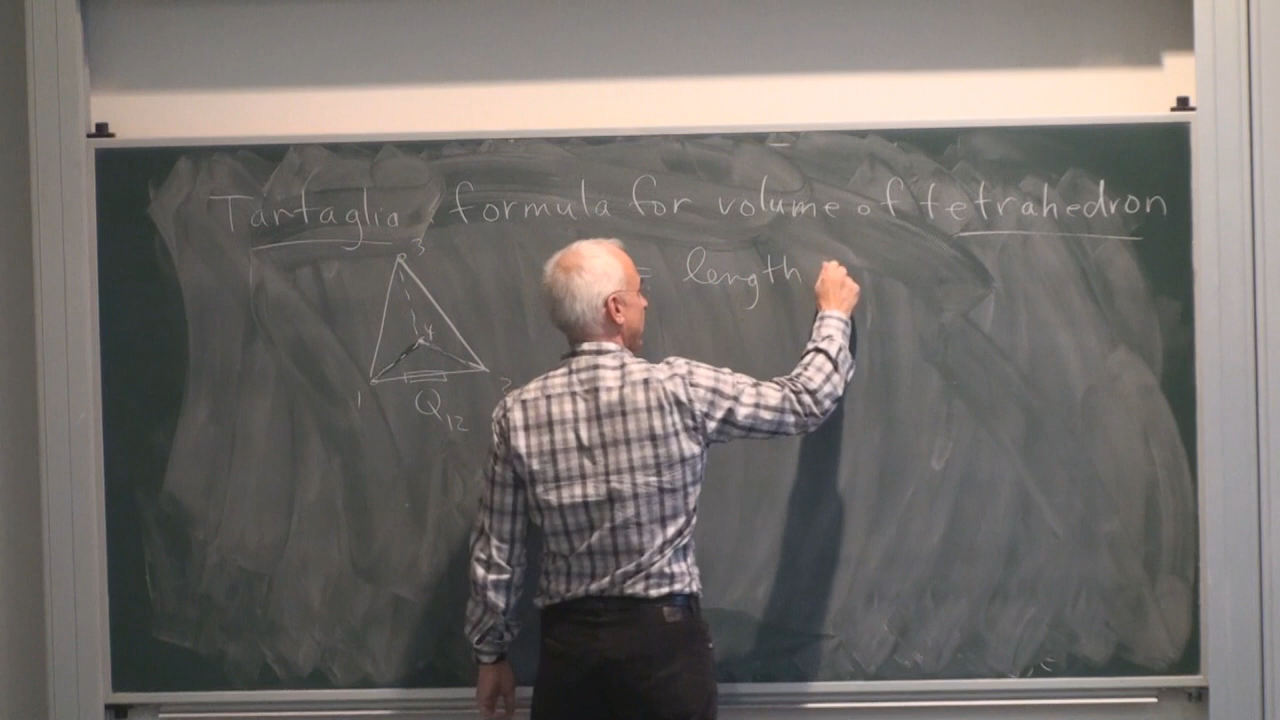 Tartaglia formula for volume of tetrahedron
3
= length
4
1 2
Q12